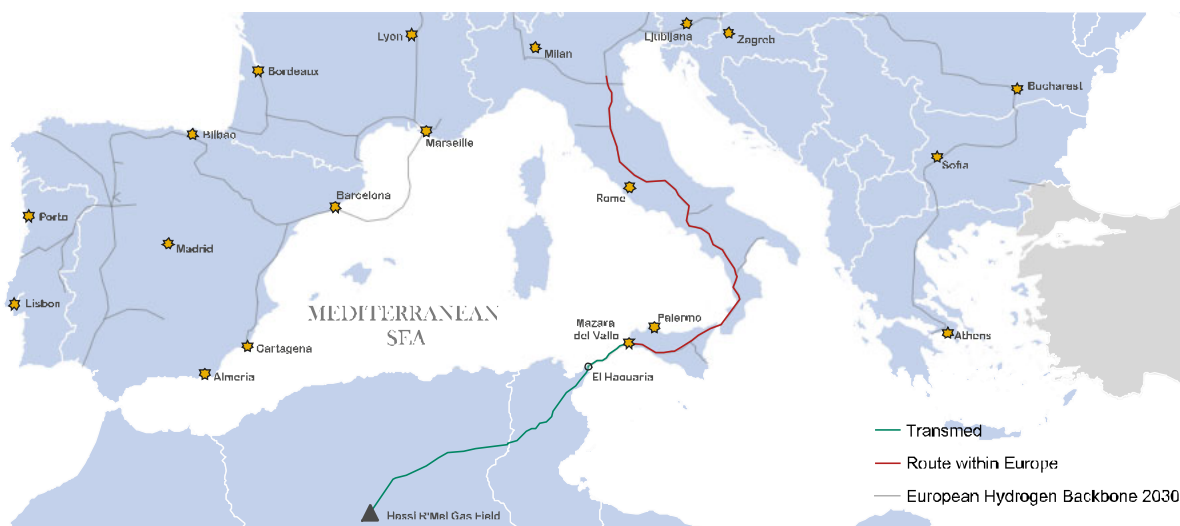 Lyon
Milan
Ljubljana
Zagreb
Bordeaux
Bucharest
Bilbao
Marseille
Sofia
Barcelona
Rome
Porto
Madrid
Lisbon
MEDITERRANEAN
SEA
Mazara
del Vallo
Palermo
Athens
Cartagena
El Haouaria
Almeria
Transmed
Route within Europe
European Hydrogen Backbone 2030
Hassi R'Mel Gas Field